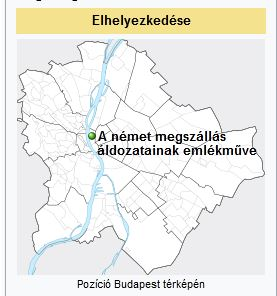 Elhelyezkedése
A német megszállás
áldozatainak emlékműve
Pozíció Budapest térképén